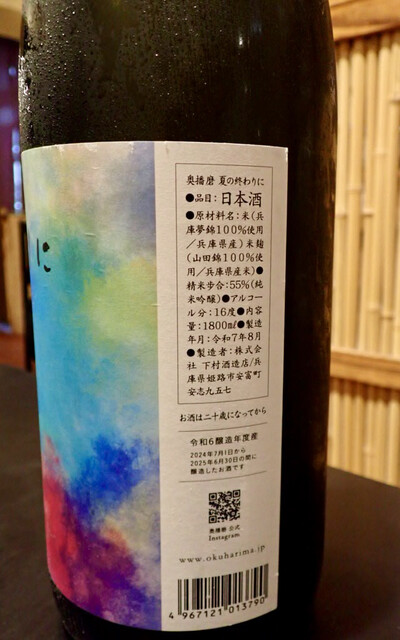 に
奥播磨 夏の終わりに
●品目：日本酒
●原材料名：米（兵
庫夢錦100％使用
／兵庫県産）米麹
（山田錦100％使
用／兵庫県産米）●
精米歩合：55％（純
米吟醸）●アルコー
ル分：16度●内容
量：1800㎖●製造
年月：令和7年8月
●製造者：株式会
社 下村酒造店／兵
庫県姫路市安富町
安志九五七
お酒は二十歳になってから
令和6醸造年度産
2024年7月1日から
2025年6月30日の間に
醸造したお酒です
奥播磨 公式
Instagram
www.okuharima.jp
4 967121 013790